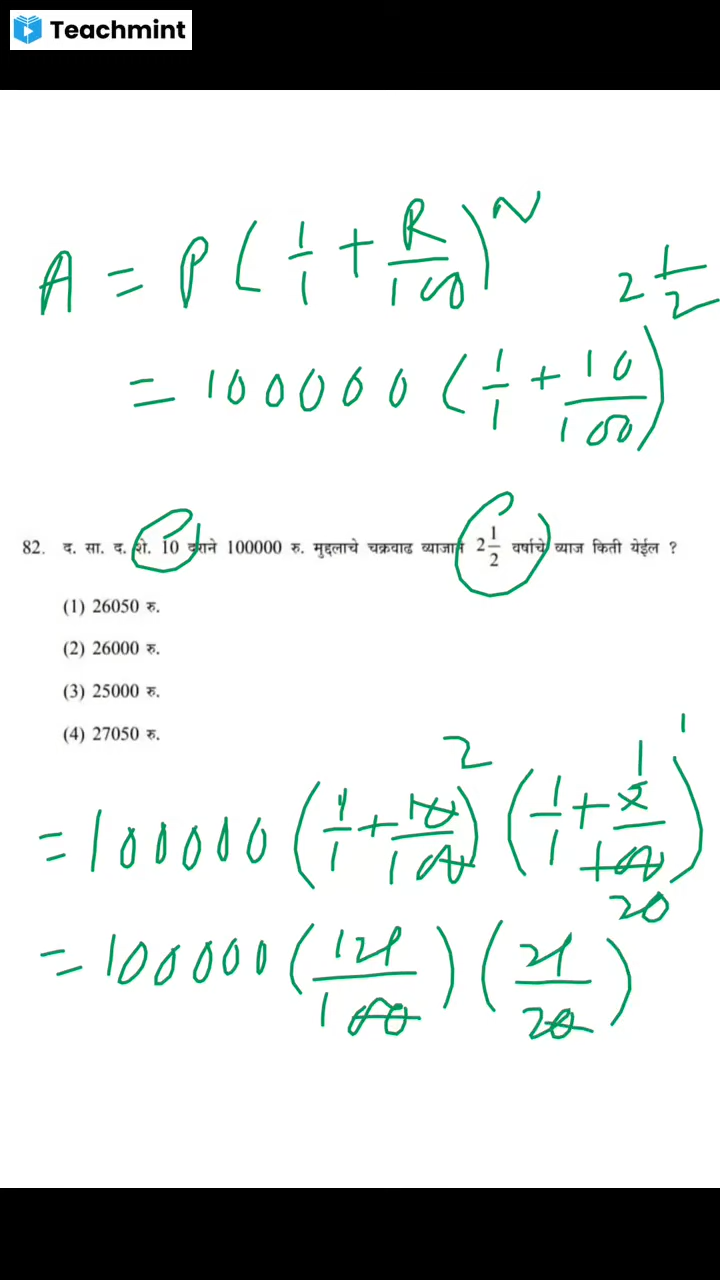 Teachmint
A = P ( 1/1 + R/100 )^N
2 1/2
= 100000 ( 1/1 + 10/100 )
82. द. सा. द. शे. 10 दराने 100000 रु. मुद्दलाचे चक्रवाढ व्याजाने 2 1/2 वर्षाचे व्याज किती येईल ?
(1) 26050 रु.
(2) 26000 रु.
(3) 25000 रु.
(4) 27050 रु.
= 100000 ( 1/1 + 10/100 )^2 ( 1/1 + 5/100 )^1
1
20
= 100000 ( 121/100 ) ( 21/20 )